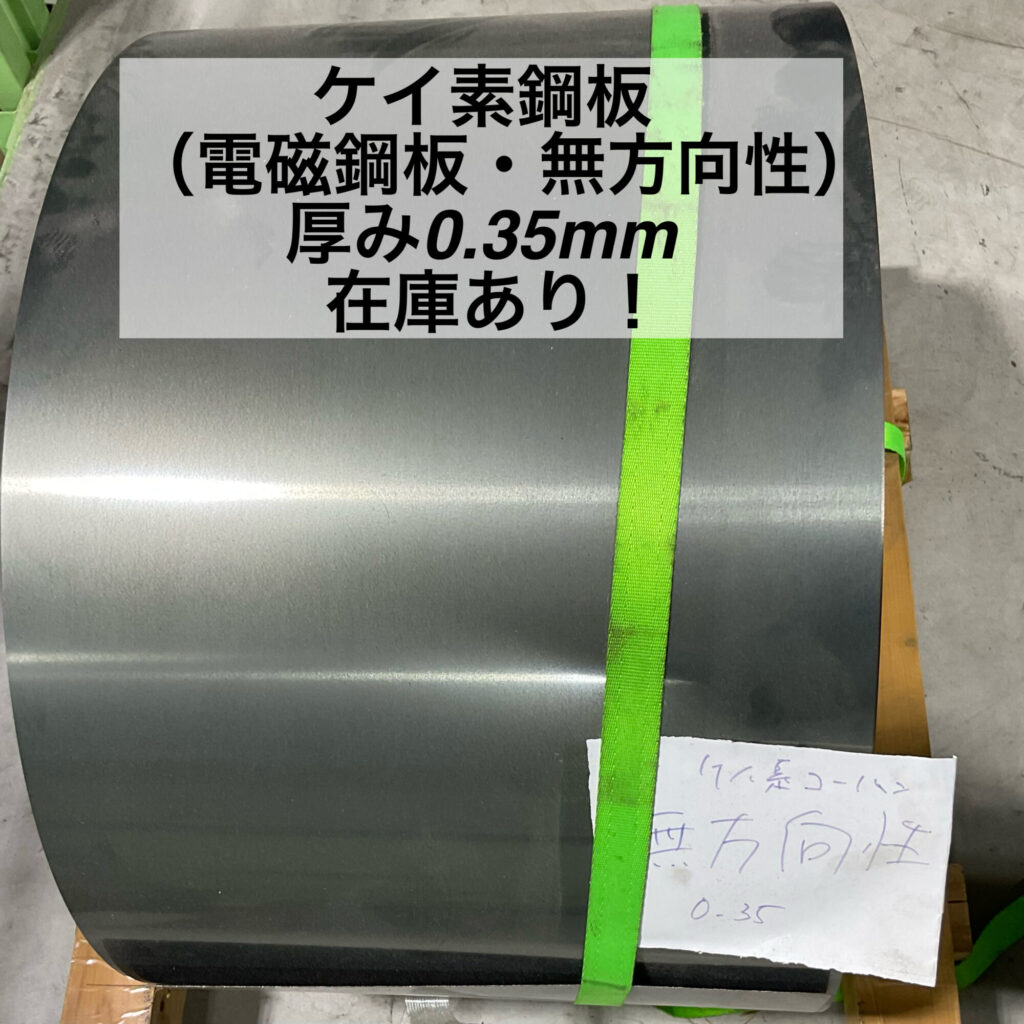 ケイ素鋼板
（電磁鋼板・無方向性）
厚み0.35mm
在庫あり！
ケイ素コーハン
無方向性
0-35